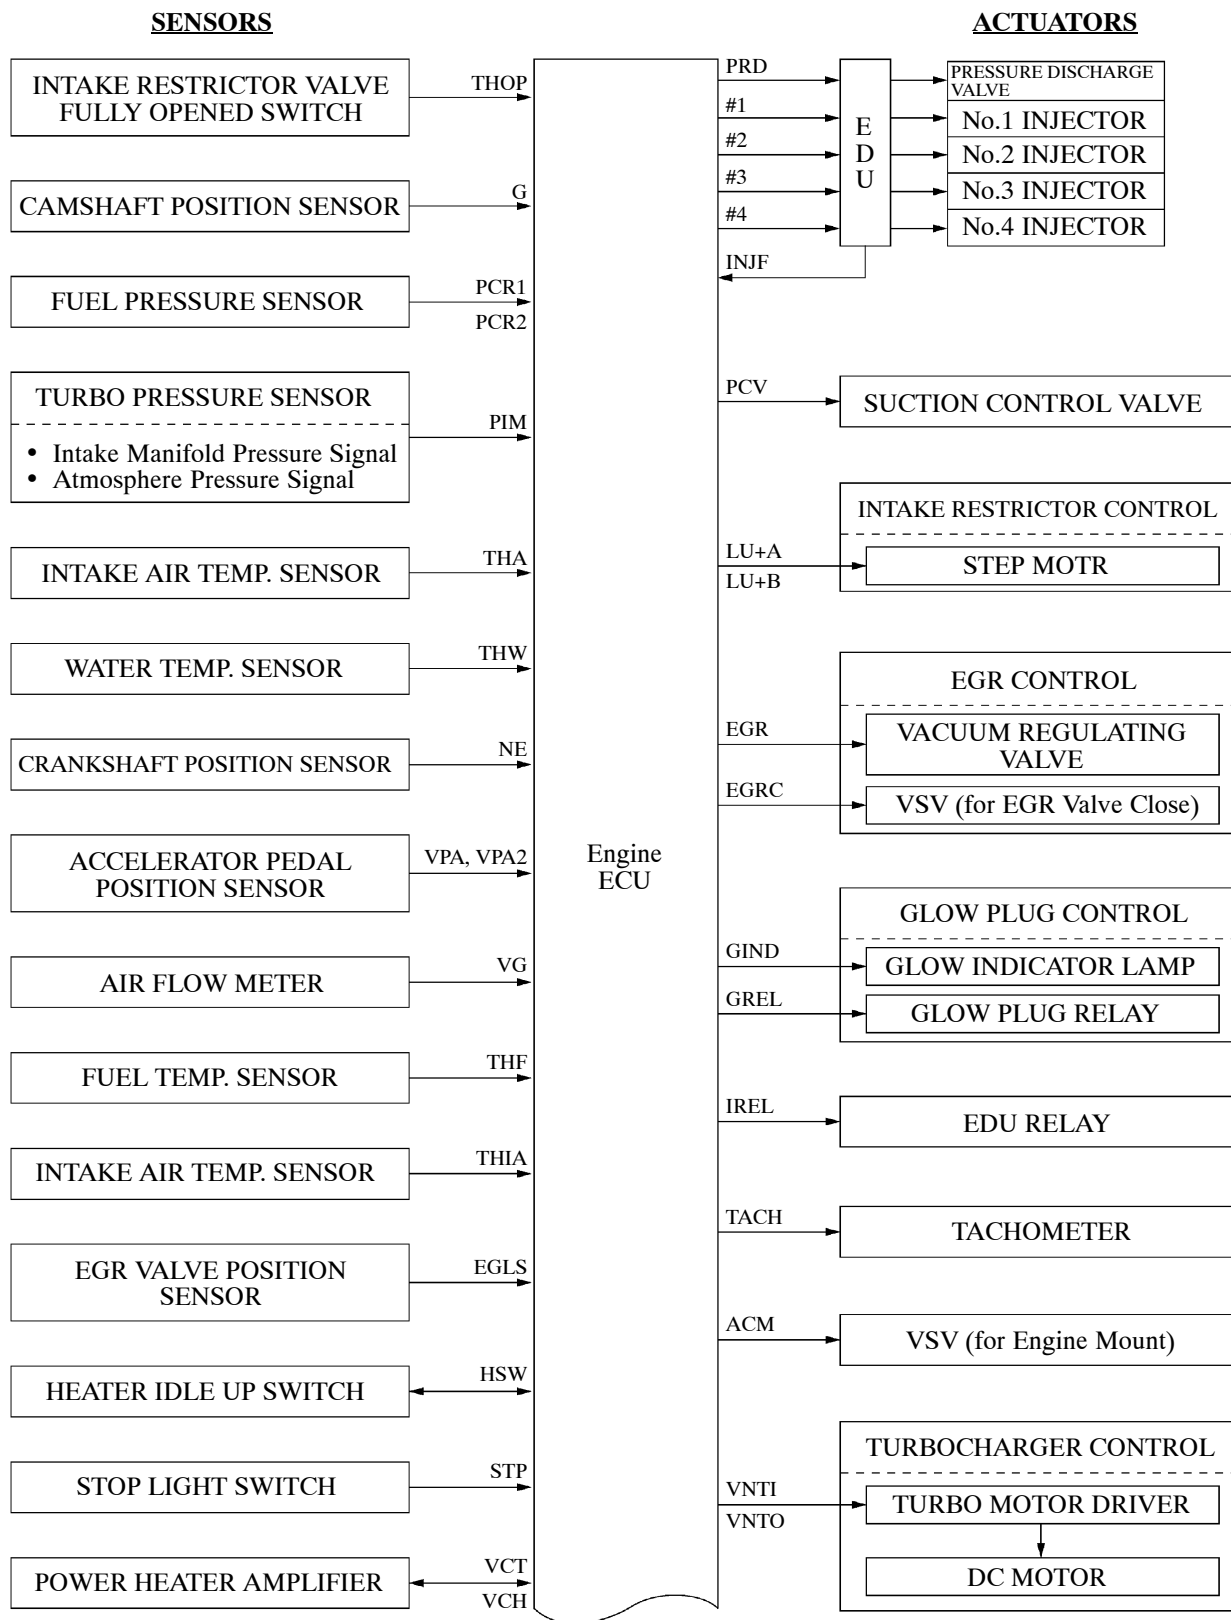 SENSORS
ACTUATORS
INTAKE RESTRICTOR VALVE
FULLY OPENED SWITCH
THOP
CAMSHAFT POSITION SENSOR
G
FUEL PRESSURE SENSOR
PCR1
PCR2
TURBO PRESSURE SENSOR
• Intake Manifold Pressure Signal
• Atmosphere Pressure Signal
PIM
INTAKE AIR TEMP. SENSOR
THA
WATER TEMP. SENSOR
THW
CRANKSHAFT POSITION SENSOR
NE
ACCELERATOR PEDAL
POSITION SENSOR
VPA, VPA2
AIR FLOW METER
VG
FUEL TEMP. SENSOR
THF
INTAKE AIR TEMP. SENSOR
THIA
EGR VALVE POSITION
SENSOR
EGLS
HEATER IDLE UP SWITCH
HSW
STOP LIGHT SWITCH
STP
POWER HEATER AMPLIFIER
VCT
VCH
Engine
ECU
PRD
#1
#2
#3
#4
INJF
E
D
U
PRESSURE DISCHARGE
VALVE
No.1 INJECTOR
No.2 INJECTOR
No.3 INJECTOR
No.4 INJECTOR
PCV
SUCTION CONTROL VALVE
INTAKE RESTRICTOR CONTROL
LU+A
LU+B
STEP MOTR
EGR CONTROL
EGR
VACUUM REGULATING
VALVE
EGRC
VSV (for EGR Valve Close)
GLOW PLUG CONTROL
GIND
GLOW INDICATOR LAMP
GREL
GLOW PLUG RELAY
IREL
EDU RELAY
TACH
TACHOMETER
ACM
VSV (for Engine Mount)
TURBOCHARGER CONTROL
VNTI
VNTO
TURBO MOTOR DRIVER
DC MOTOR